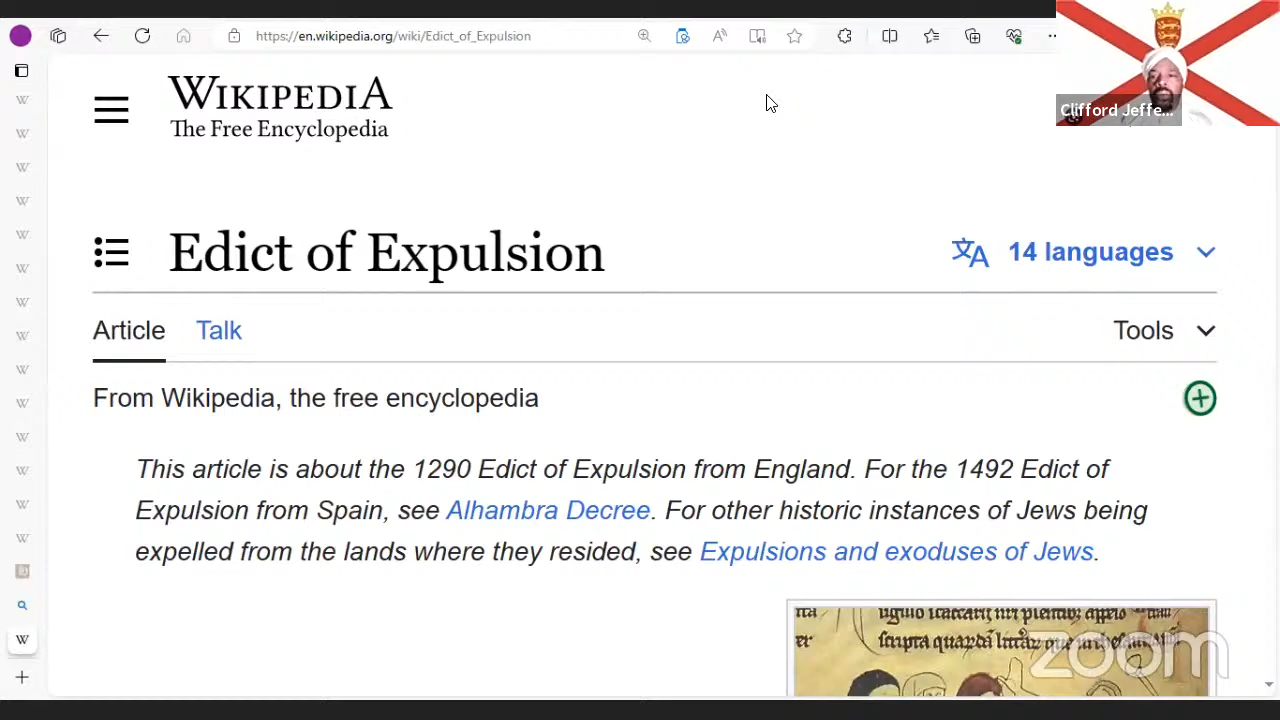 https://en.wikipedia.org/wiki/Edict_of_Expulsion
Clifford Jeffe...
WIKIPEDIA
The Free Encyclopedia
Edict of Expulsion
14 languages
Article
Talk
Tools
From Wikipedia, the free encyclopedia
This article is about the 1290 Edict of Expulsion from England. For the 1492 Edict of
Expulsion from Spain, see Alhambra Decree. For other historic instances of Jews being
expelled from the lands where they resided, see Expulsions and exoduses of Jews.
zoom